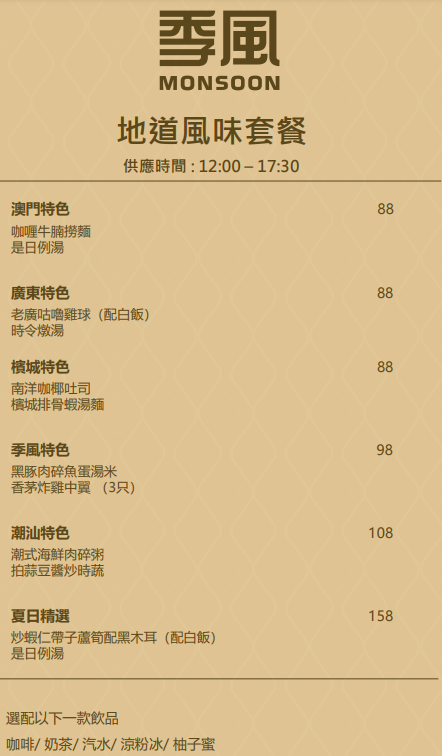 季風
MONSOON
地道風味套餐
供應時間 : 12:00 – 17:30
澳門特色 88
咖喱牛腩撈麵
是日例湯
廣東特色 88
老廣咕嚕雞球（配白飯）
時令燉湯
檳城特色 88
南洋咖椰吐司
檳城排骨蝦湯麵
季風特色 98
黑豚肉碎魚蛋湯米
香茅炸雞中翼 （3只）
潮汕特色 108
潮式海鮮肉碎粥
拍蒜豆醬炒時蔬
夏日精選 158
炒蝦仁帶子蘆筍配黑木耳（配白飯）
是日例湯
選配以下一款飲品
咖啡/ 奶茶/ 汽水/ 涼粉冰/ 柚子蜜